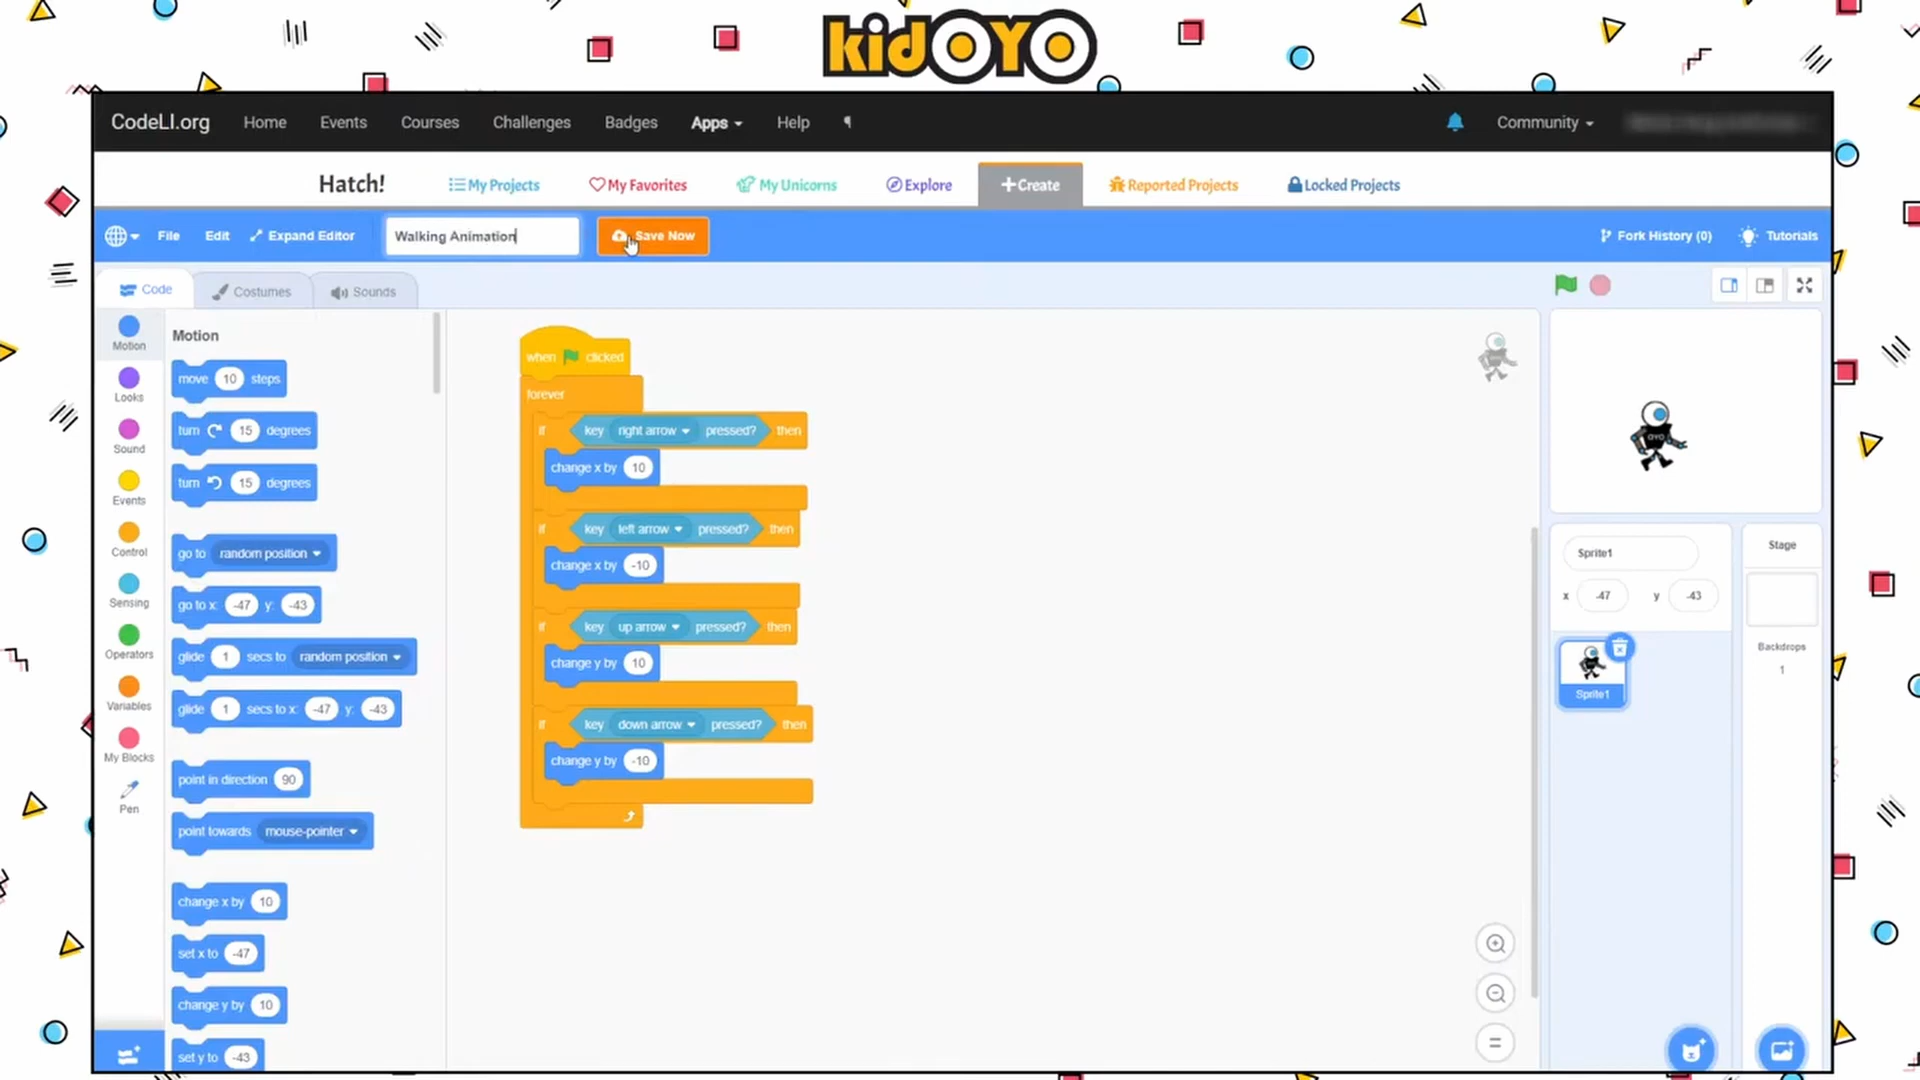 kidOYO
CodeLI.org Home Events Courses Challenges Badges Apps Help ¶ Community
Hatch! My Projects My Favorites My Unicorns Explore +Create Reported Projects Locked Projects
File Edit Expand Editor Walking Animation Save Now Fork History (0) Tutorials
Code Costumes Sounds
Motion
Looks
Sound
Events
Control
Sensing
Operators
Variables
My Blocks
Pen
Motion
move 10 steps
turn 15 degrees
turn 15 degrees
go to random position
go to x: -47 y: -43
glide 1 secs to random position
glide 1 secs to x: -47 y: -43
point in direction 90
point towards mouse-pointer
change x by 10
set x to -47
change y by 10
set y to -43
when clicked
forever
if key right arrow pressed? then
change x by 10
if key left arrow pressed? then
change x by -10
if key up arrow pressed? then
change y by 10
if key down arrow pressed? then
change y by -10
OYO
Sprite1
x -47 y -43
Sprite1
Stage
Backdrops
1